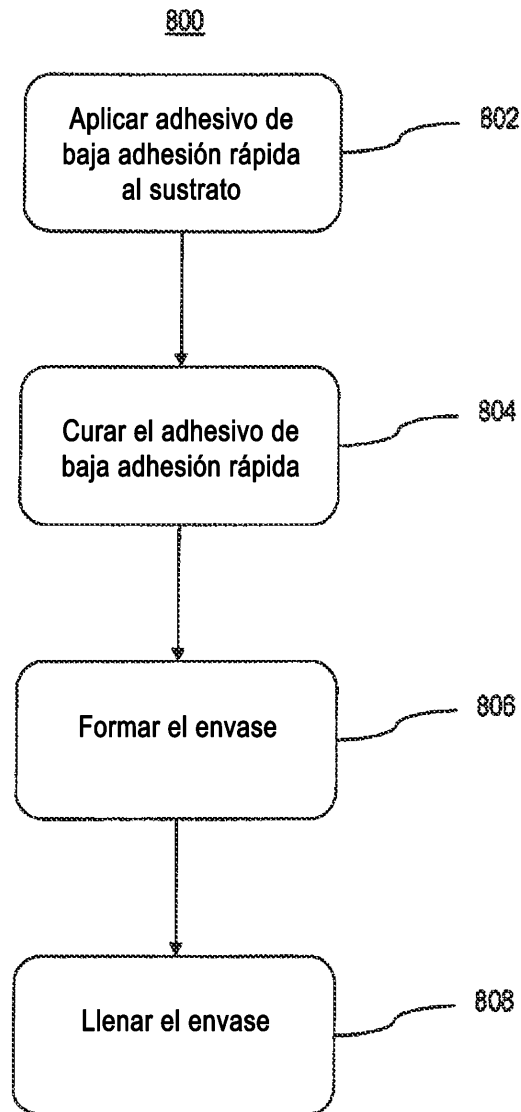 800
Aplicar adhesivo de
baja adhesión rápida
al sustrato
802
Curar el adhesivo de
baja adhesión rápida
804
Formar el envase
806
Llenar el envase
808